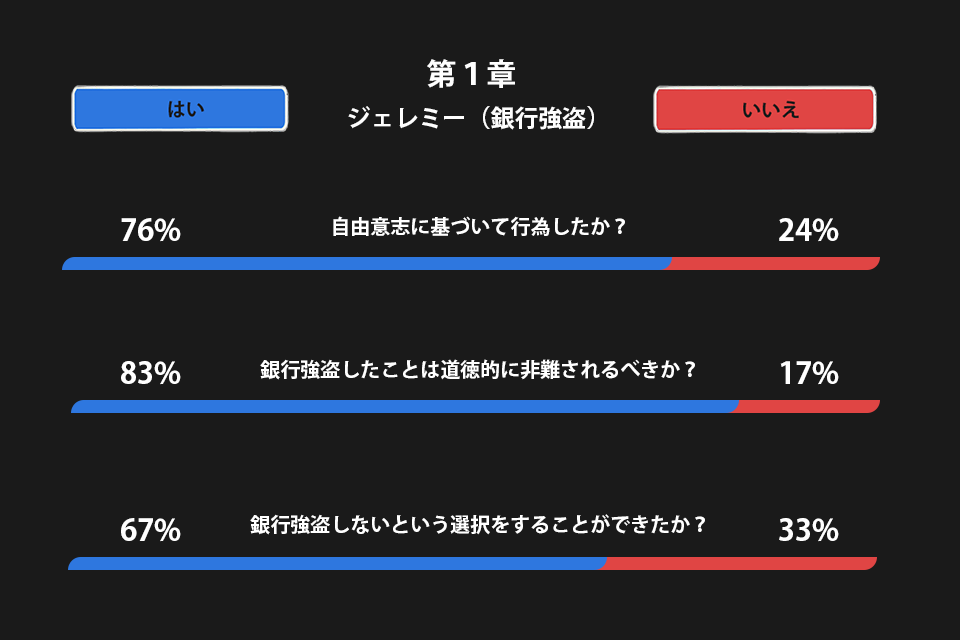 第１章
はい
ジェレミー（銀行強盗）
いいえ
76%
自由意志に基づいて行為したか？
24%
83%
銀行強盗したことは道徳的に非難されるべきか？
17%
67%
銀行強盗しないという選択をすることができたか？
33%